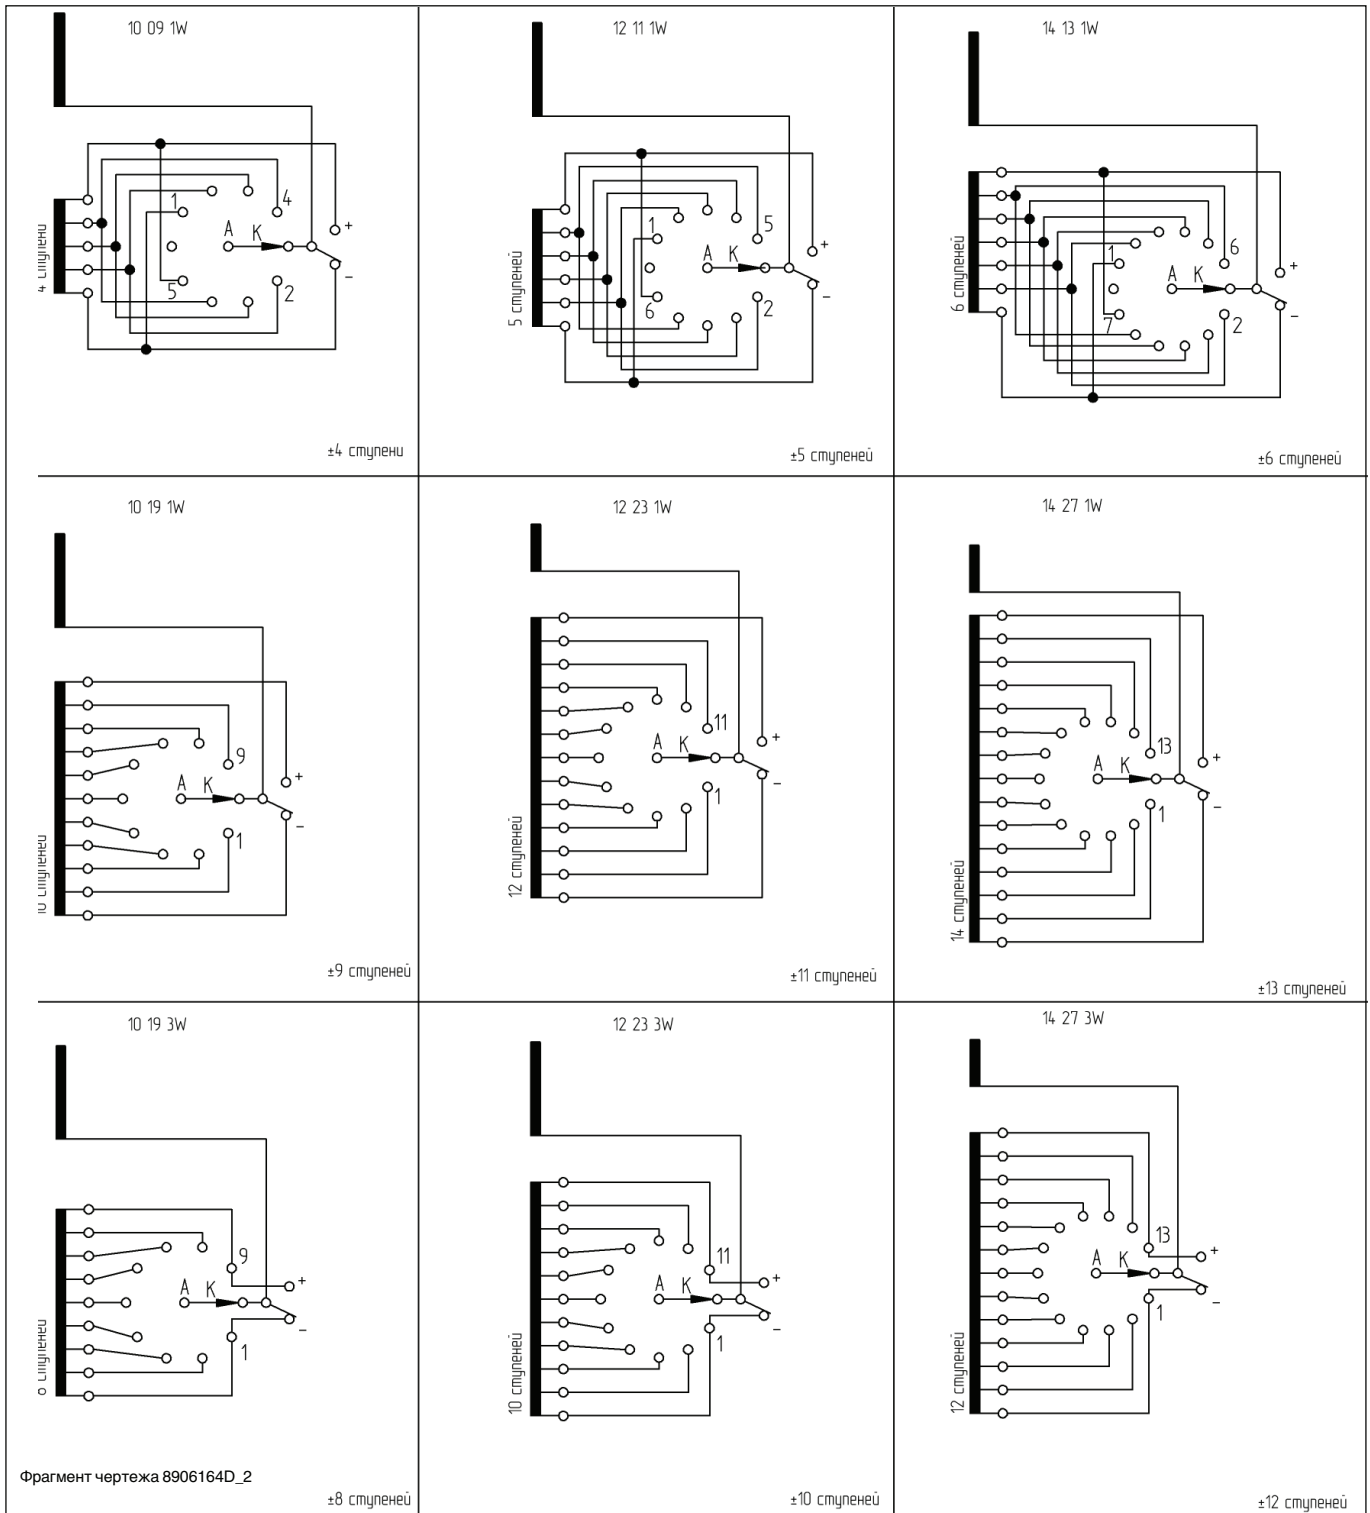 10 09 1W
1
4
A
K
+
−
5
2
±4 ступени
12 11 1W
1
5
A
K
+
−
6
2
5 ступеней
±5 ступеней
14 13 1W
1
6
A
K
+
−
7
2
6 ступеней
±6 ступеней
10 19 1W
9
A
K
+
−
1
±9 ступеней
12 23 1W
11
A
K
+
−
1
12 ступеней
±11 ступеней
14 27 1W
13
A
K
+
−
1
14 ступеней
±13 ступеней
10 19 3W
9
A
K
+
−
1
Фрагмент чертежа 8906164D_2
±8 ступеней
12 23 3W
11
A
K
+
−
1
10 ступеней
±10 ступеней
14 27 3W
13
A
K
+
−
1
12 ступеней
±12 ступеней